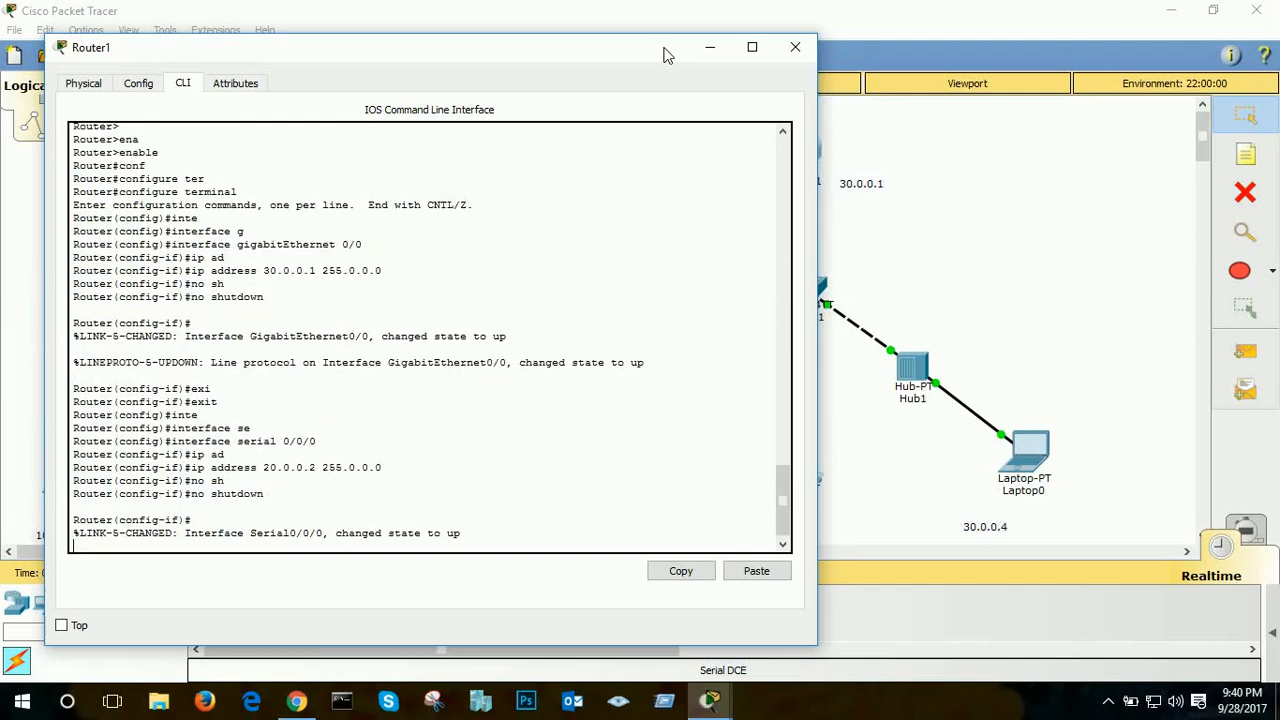 Cisco Packet Tracer
File Edit Options View Tools Extensions Help
Router1
Logical
Viewport
Environment: 22:00:00
Physical
Config
CLI
Attributes
IOS Command Line Interface
Router>
Router>ena
Router>enable
Router#conf
Router#configure ter
Router#configure terminal
Enter configuration commands, one per line. End with CNTL/Z.
Router(config)#inte
Router(config)#interface g
Router(config)#interface gigabitEthernet 0/0
Router(config-if)#ip ad
Router(config-if)#ip address 30.0.0.1 255.0.0.0
Router(config-if)#no sh
Router(config-if)#no shutdown
Router(config-if)#
%LINK-5-CHANGED: Interface GigabitEthernet0/0, changed state to up
%LINEPROTO-5-UPDOWN: Line protocol on Interface GigabitEthernet0/0, changed state to up
Router(config-if)#exi
Router(config-if)#exit
Router(config)#inte
Router(config)#interface se
Router(config)#interface serial 0/0/0
Router(config-if)#ip ad
Router(config-if)#ip address 20.0.0.2 255.0.0.0
Router(config-if)#no sh
Router(config-if)#no shutdown
Router(config-if)#
%LINK-5-CHANGED: Interface Serial0/0/0, changed state to up
Copy
Paste
Top
1
30.0.0.1
T
1
Hub-PT
Hub1
Laptop-PT
Laptop0
30.0.0.4
10
Time: 0
Realtime
Serial DCE
9:40 PM
9/28/2017